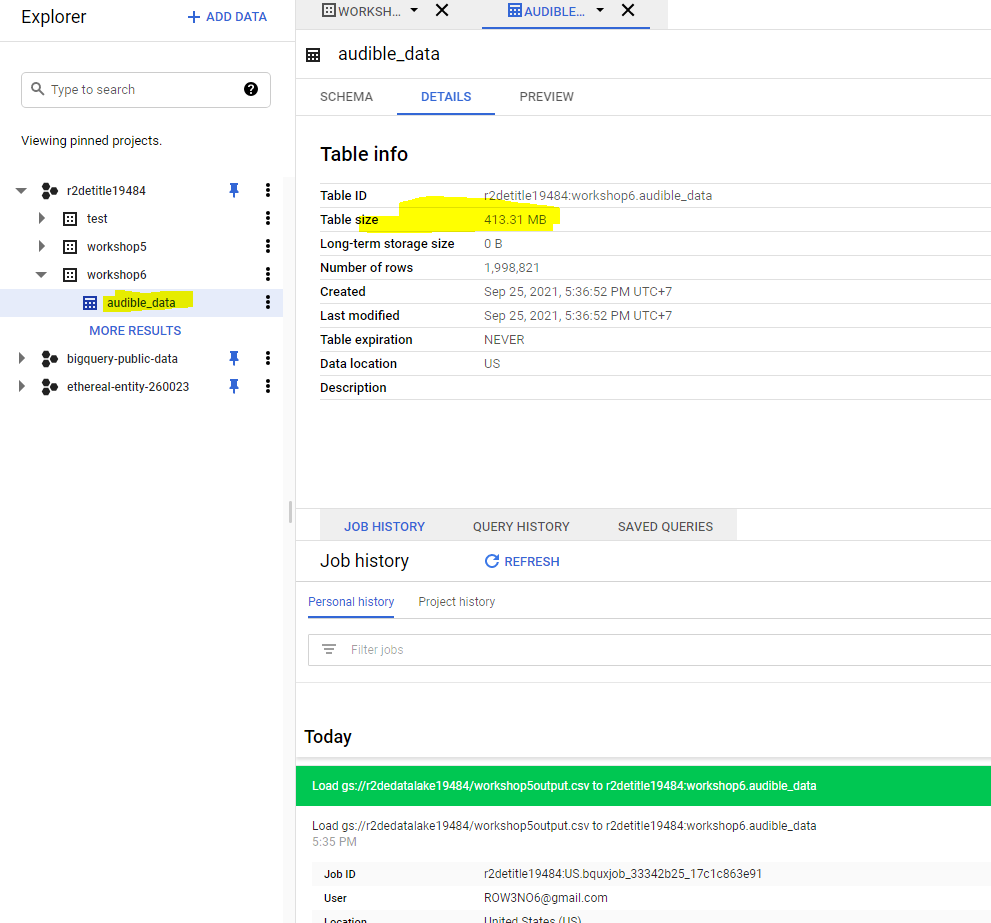 Explorer
+ ADD DATA
Type to search
Viewing pinned projects.
r2detitle19484
test
workshop5
workshop6
audible_data
MORE RESULTS
bigquery-public-data
ethereal-entity-260023
WORKSH...
AUDIBLE...
audible_data
SCHEMA DETAILS PREVIEW
Table info
Table ID r2detitle19484:workshop6.audible_data
Table size 413.31 MB
Long-term storage size 0 B
Number of rows 1,998,821
Created Sep 25, 2021, 5:36:52 PM UTC+7
Last modified Sep 25, 2021, 5:36:52 PM UTC+7
Table expiration NEVER
Data location US
Description
JOB HISTORY QUERY HISTORY SAVED QUERIES
Job history REFRESH
Personal history Project history
Filter jobs
Today
Load gs://r2dedatalake19484/workshop5output.csv to r2detitle19484:workshop6.audible_data
Load gs://r2dedatalake19484/workshop5output.csv to r2detitle19484:workshop6.audible_data
5:35 PM
Job ID r2detitle19484:US.bquxjob_33342b25_17c1c863e91
User ROW3NO6@gmail.com
Location United States (US)